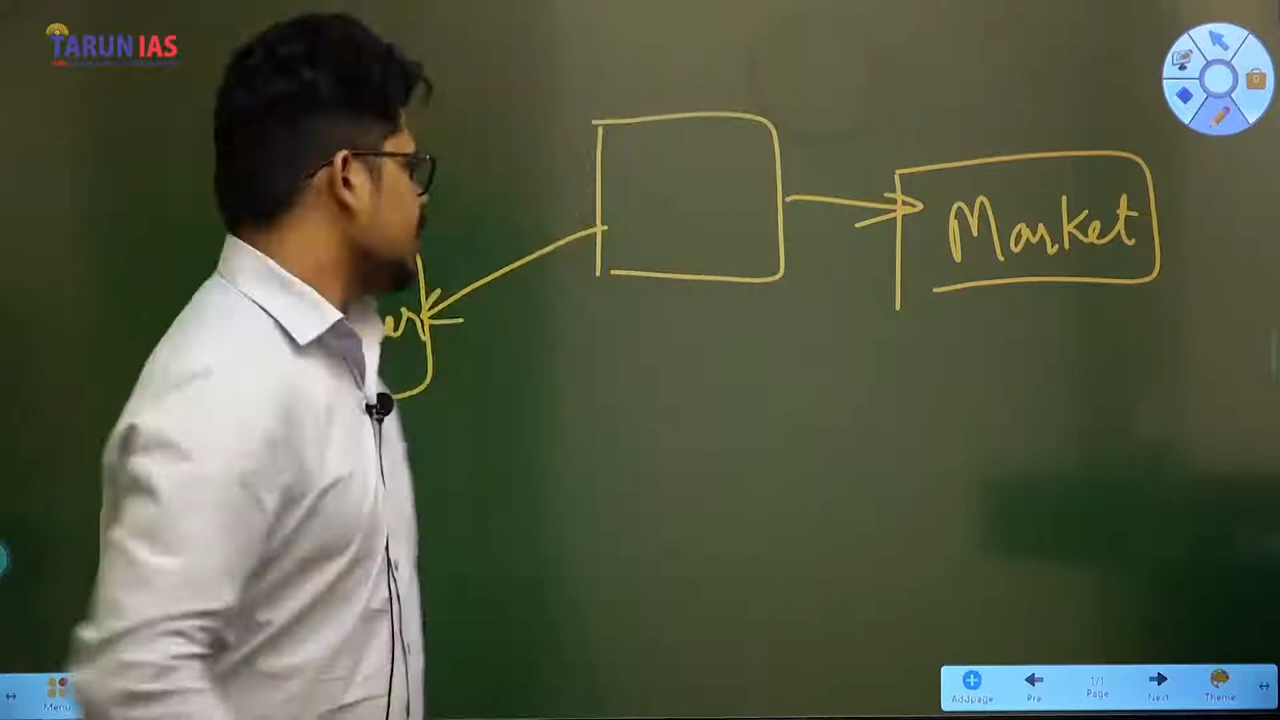 TARUN IAS
Market
er
Menu
Addpage
Pre
1/1
Page
Next
Theme